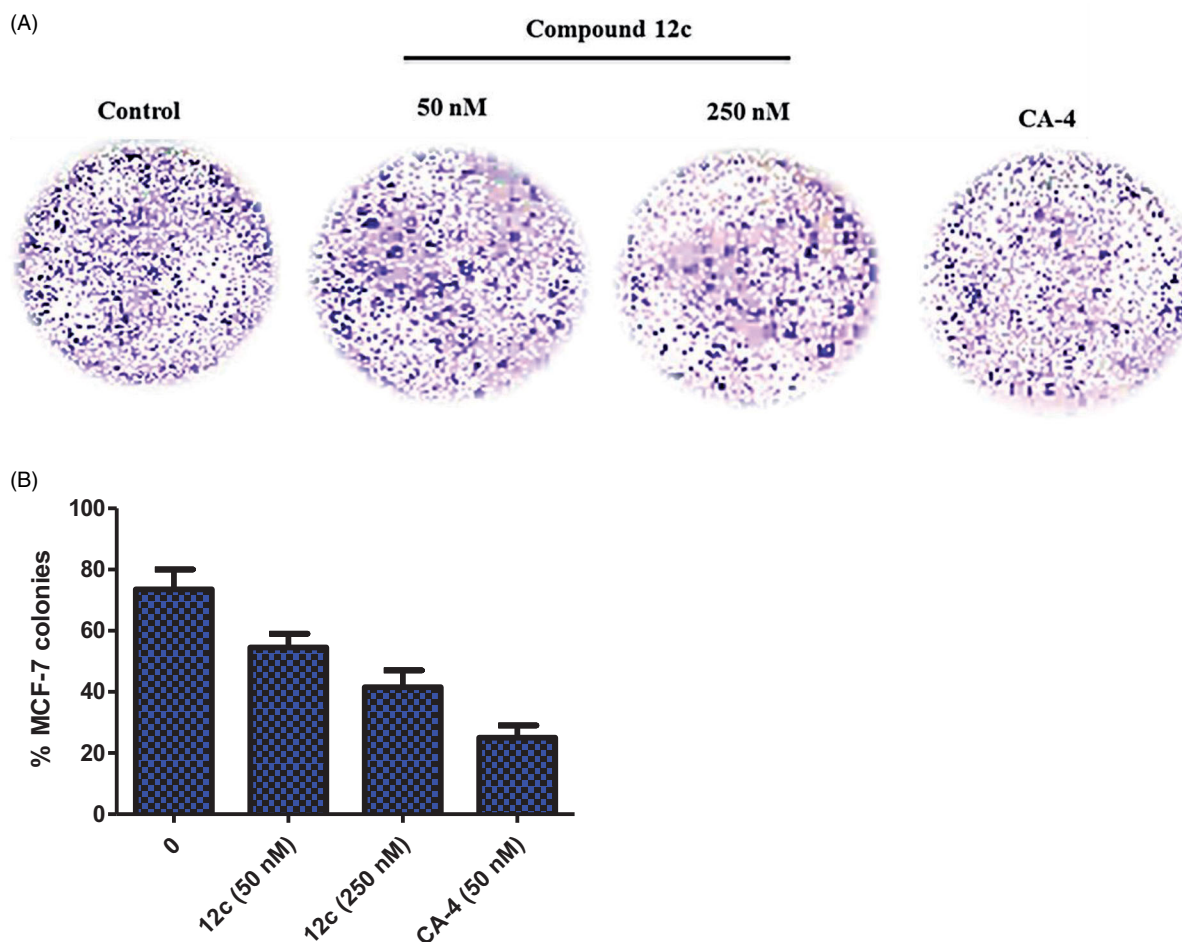 (A)
Compound 12c
Control
50 nM
250 nM
CA-4
(B)
% MCF-7 colonies
100
80
60
40
20
0
0
12c (50 nM)
12c (250 nM)
CA-4 (50 nM)